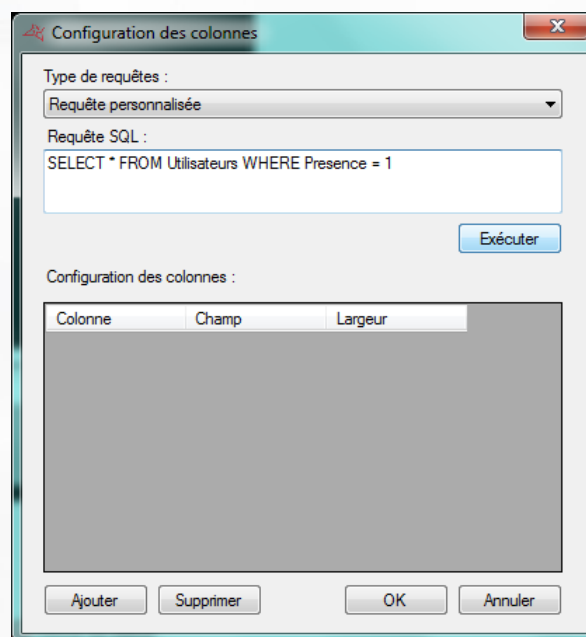 Configuration des colonnes
Type de requêtes :
Requête personnalisée
Requête SQL :
SELECT * FROM Utilisateurs WHERE Presence = 1
Exécuter
Configuration des colonnes :
Colonne Champ Largeur
Ajouter Supprimer OK Annuler